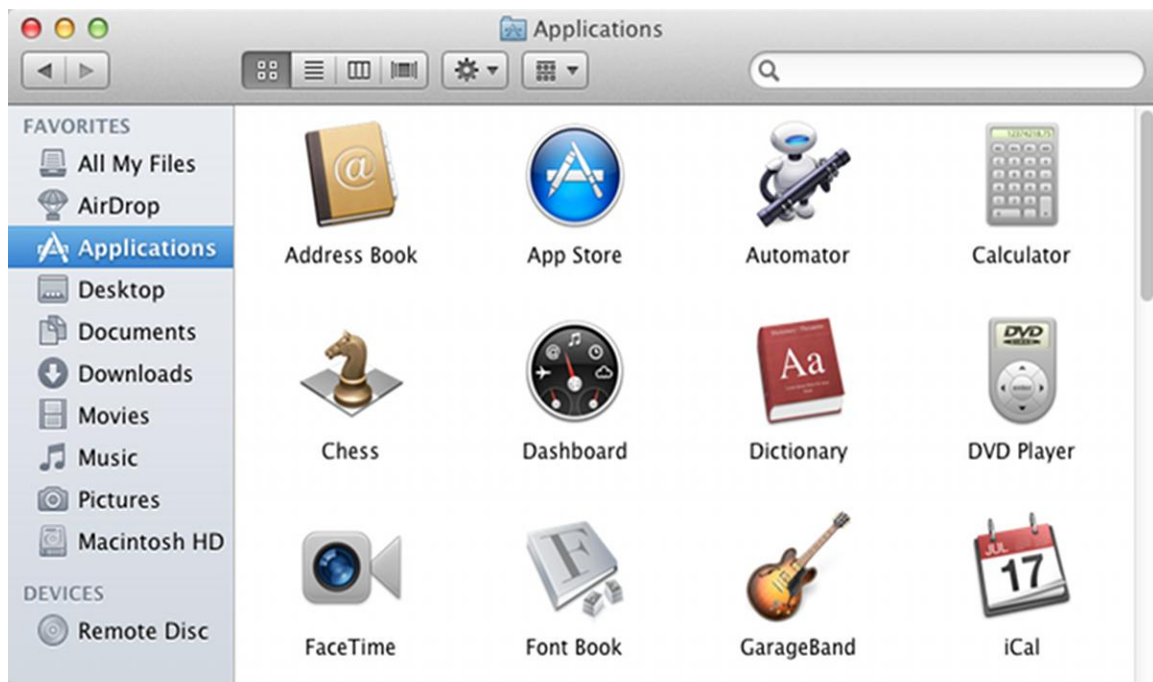 Applications
FAVORITES
All My Files
AirDrop
Applications
Desktop
Documents
Downloads
Movies
Music
Pictures
Macintosh HD
DEVICES
Remote Disc
@
Address Book
App Store
Automator
Calculator
Chess
@
Dashboard
Aa
Dictionary
DVD
DVD Player
FaceTime
F
Font Book
GarageBand
JUL
17
iCal